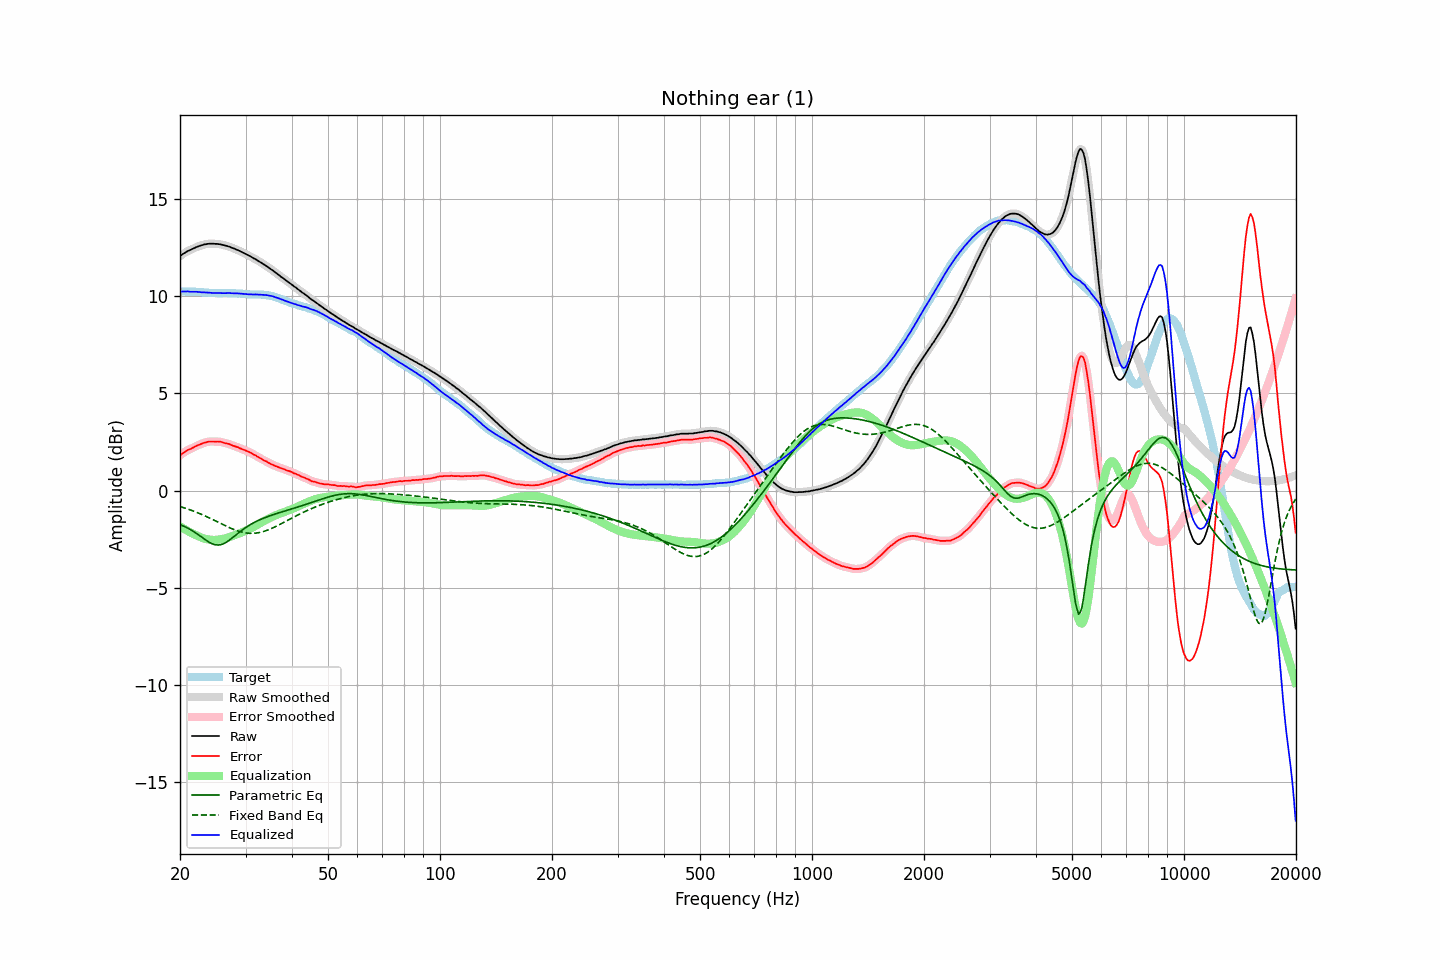 Nothing ear (1)
Amplitude (dBr)
15
10
5
0
−5
−10
−15
Target
Raw Smoothed
Error Smoothed
Raw
Error
Equalization
Parametric Eq
Fixed Band Eq
Equalized
20 50 100 200 500 1000 2000 5000 10000 20000
Frequency (Hz)